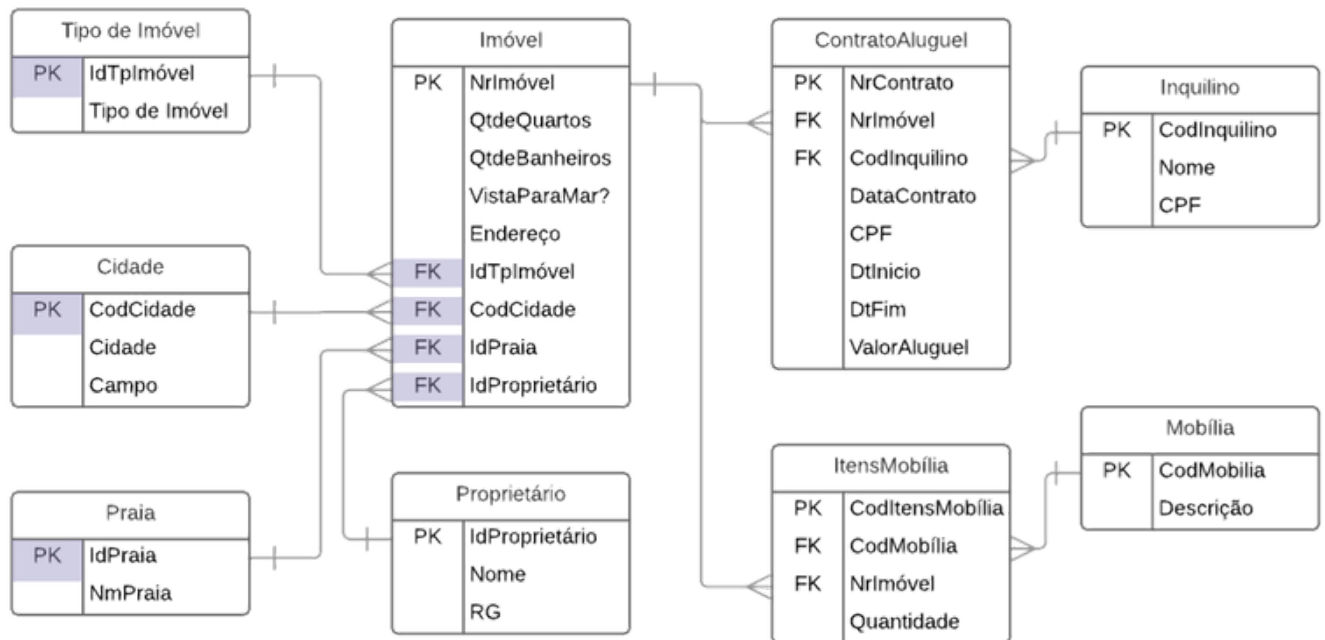 Tipo de Imóvel
PK IdTpImóvel
Tipo de Imóvel
Cidade
PK CodCidade
Cidade
Campo
Praia
PK IdPraia
NmPraia
Imóvel
PK NrImóvel
QtdeQuartos
QtdeBanheiros
VistaParaMar?
Endereço
FK IdTpImóvel
FK CodCidade
FK IdPraia
FK IdProprietário
Proprietário
PK IdProprietário
Nome
RG
ContratoAluguel
PK NrContrato
FK NrImóvel
FK CodInquilino
DataContrato
CPF
DtInicio
DtFim
ValorAluguel
ItensMobília
PK CodItensMobília
FK CodMobília
FK NrImóvel
Quantidade
Inquilino
PK CodInquilino
Nome
CPF
Mobília
PK CodMobilia
Descrição